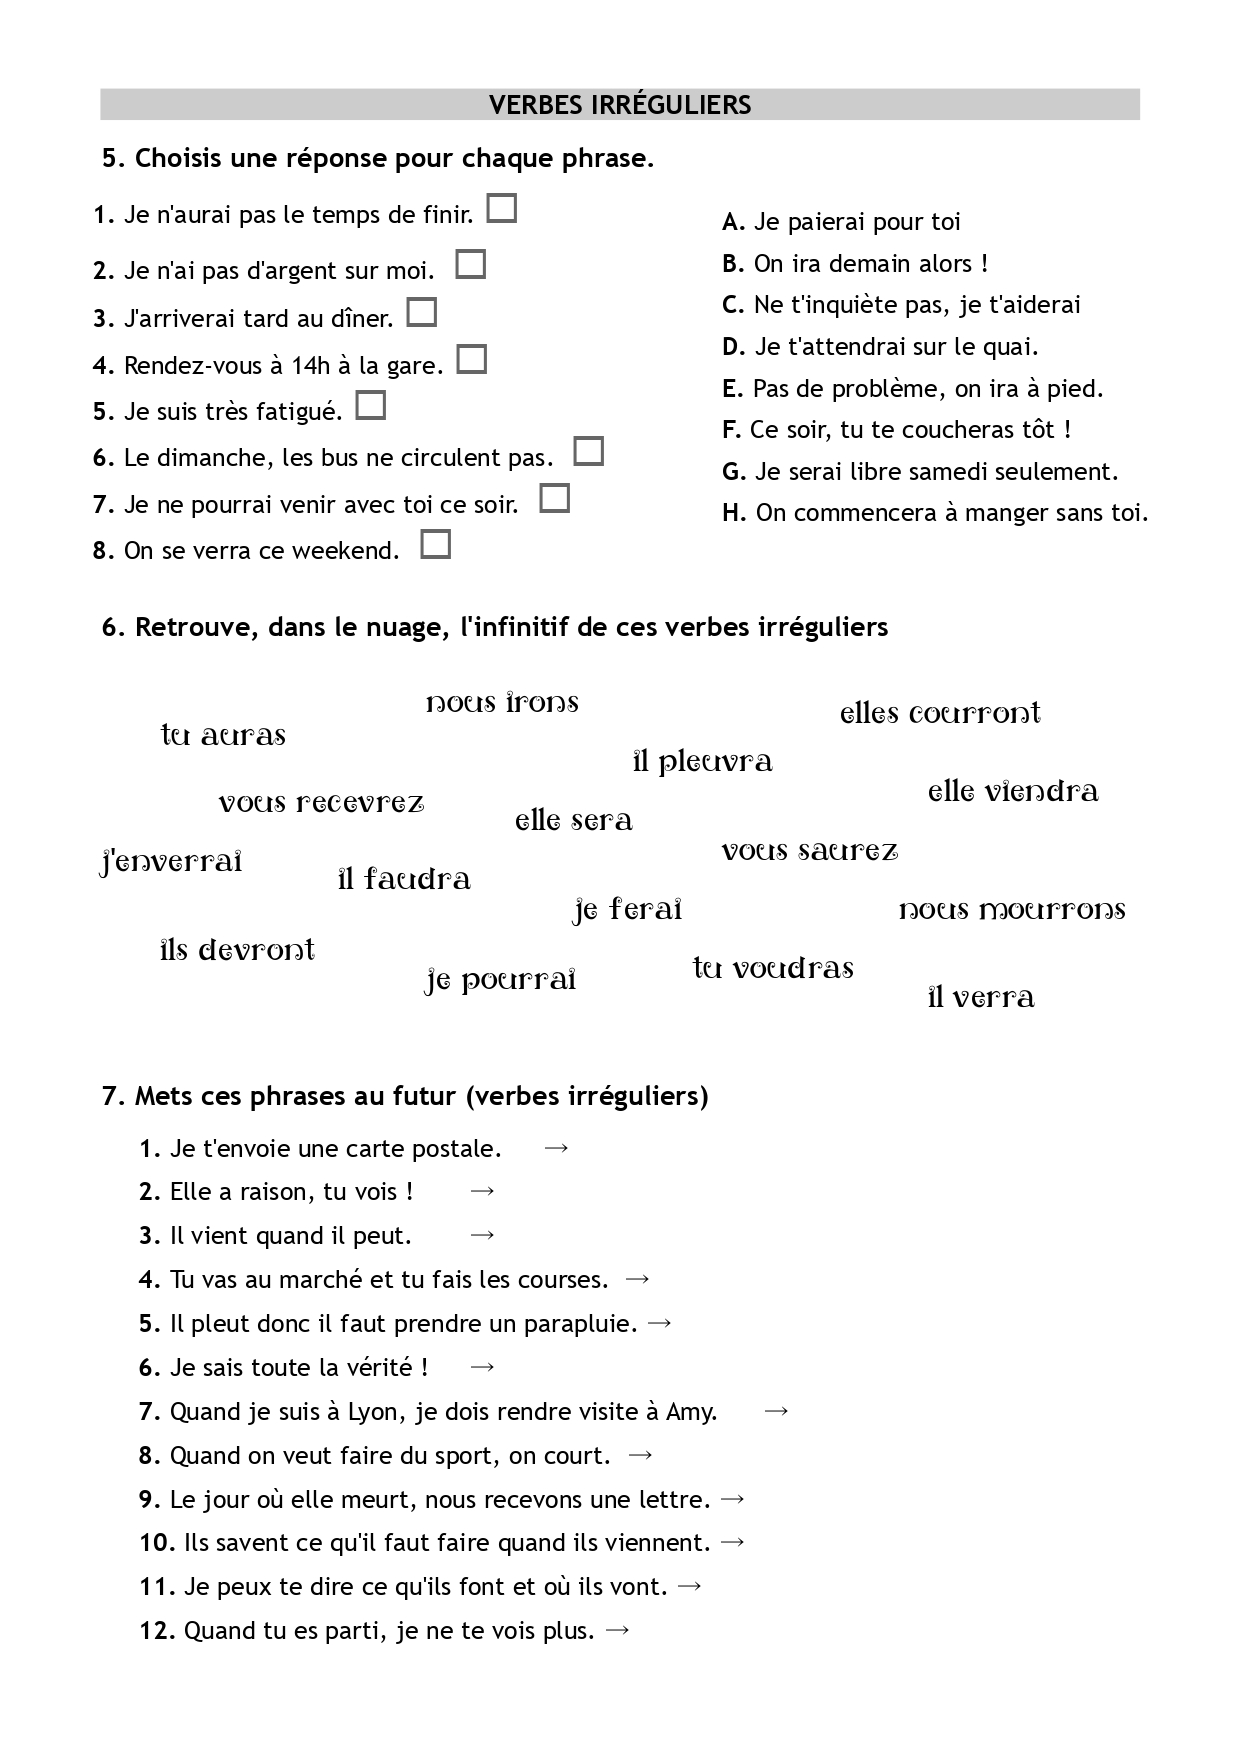 VERBES IRRÉGULIERS
5. Choisis une réponse pour chaque phrase.
1. Je n'aurai pas le temps de finir.
2. Je n'ai pas d'argent sur moi.
3. J'arriverai tard au dîner.
4. Rendez-vous à 14h à la gare.
5. Je suis très fatigué.
6. Le dimanche, les bus ne circulent pas.
7. Je ne pourrai venir avec toi ce soir.
8. On se verra ce weekend.
A. Je paierai pour toi
B. On ira demain alors !
C. Ne t'inquiète pas, je t'aiderai
D. Je t'attendrai sur le quai.
E. Pas de problème, on ira à pied.
F. Ce soir, tu te coucheras tôt !
G. Je serai libre samedi seulement.
H. On commencera à manger sans toi.
6. Retrouve, dans le nuage, l'infinitif de ces verbes irréguliers
nous irons
elles courront
tu auras
il pleuvra
elle viendra
vous recevrez
elle sera
vous saurez
j'enverrai
il faudra
je ferai
nous mourrons
ils devront
tu voudras
je pourrai
il verra
7. Mets ces phrases au futur (verbes irréguliers)
1. Je t'envoie une carte postale. →
2. Elle a raison, tu vois ! →
3. Il vient quand il peut. →
4. Tu vas au marché et tu fais les courses. →
5. Il pleut donc il faut prendre un parapluie. →
6. Je sais toute la vérité ! →
7. Quand je suis à Lyon, je dois rendre visite à Amy. →
8. Quand on veut faire du sport, on court. →
9. Le jour où elle meurt, nous recevons une lettre. →
10. Ils savent ce qu'il faut faire quand ils viennent. →
11. Je peux te dire ce qu'ils font et où ils vont. →
12. Quand tu es parti, je ne te vois plus. →